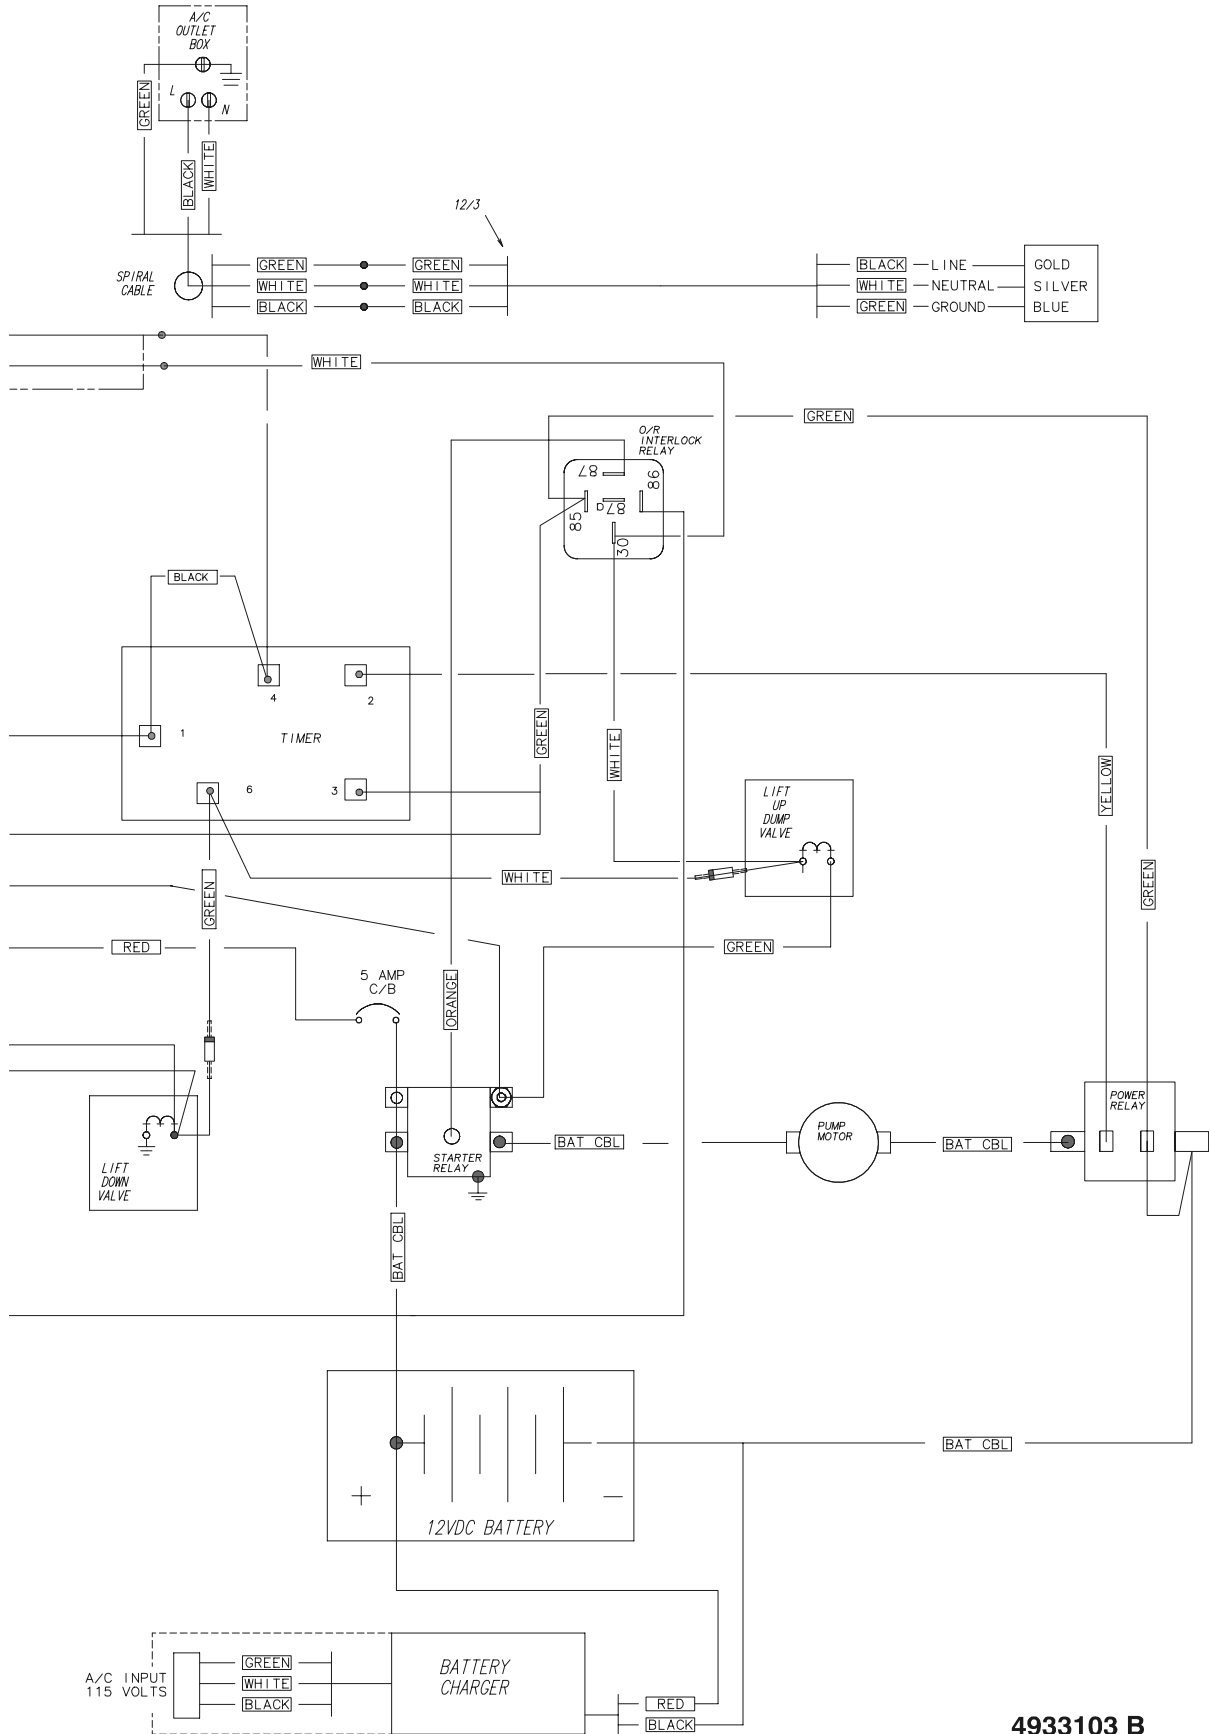 A/C
OUTLET
BOX
L
N
GREEN
BLACK
WHITE
12/3
SPIRAL
CABLE
GREEN
GREEN
WHITE
WHITE
BLACK
BLACK
BLACK LINE GOLD
WHITE NEUTRAL SILVER
GREEN GROUND BLUE
WHITE
GREEN
O/R
INTERLOCK
RELAY
87
86
87a
85
30
BLACK
4
2
1
TIMER
6
3
GREEN
WHITE
YELLOW
LIFT
UP
DUMP
VALVE
WHITE
GREEN
GREEN
RED
GREEN
5 AMP
C/B
ORANGE
POWER
RELAY
PUMP
MOTOR
BAT CBL
BAT CBL
STARTER
RELAY
LIFT
DOWN
VALVE
BAT CBL
BAT CBL
+
—
12VDC BATTERY
A/C INPUT
115 VOLTS
GREEN
WHITE
BLACK
BATTERY
CHARGER
RED
BLACK
4933103 B